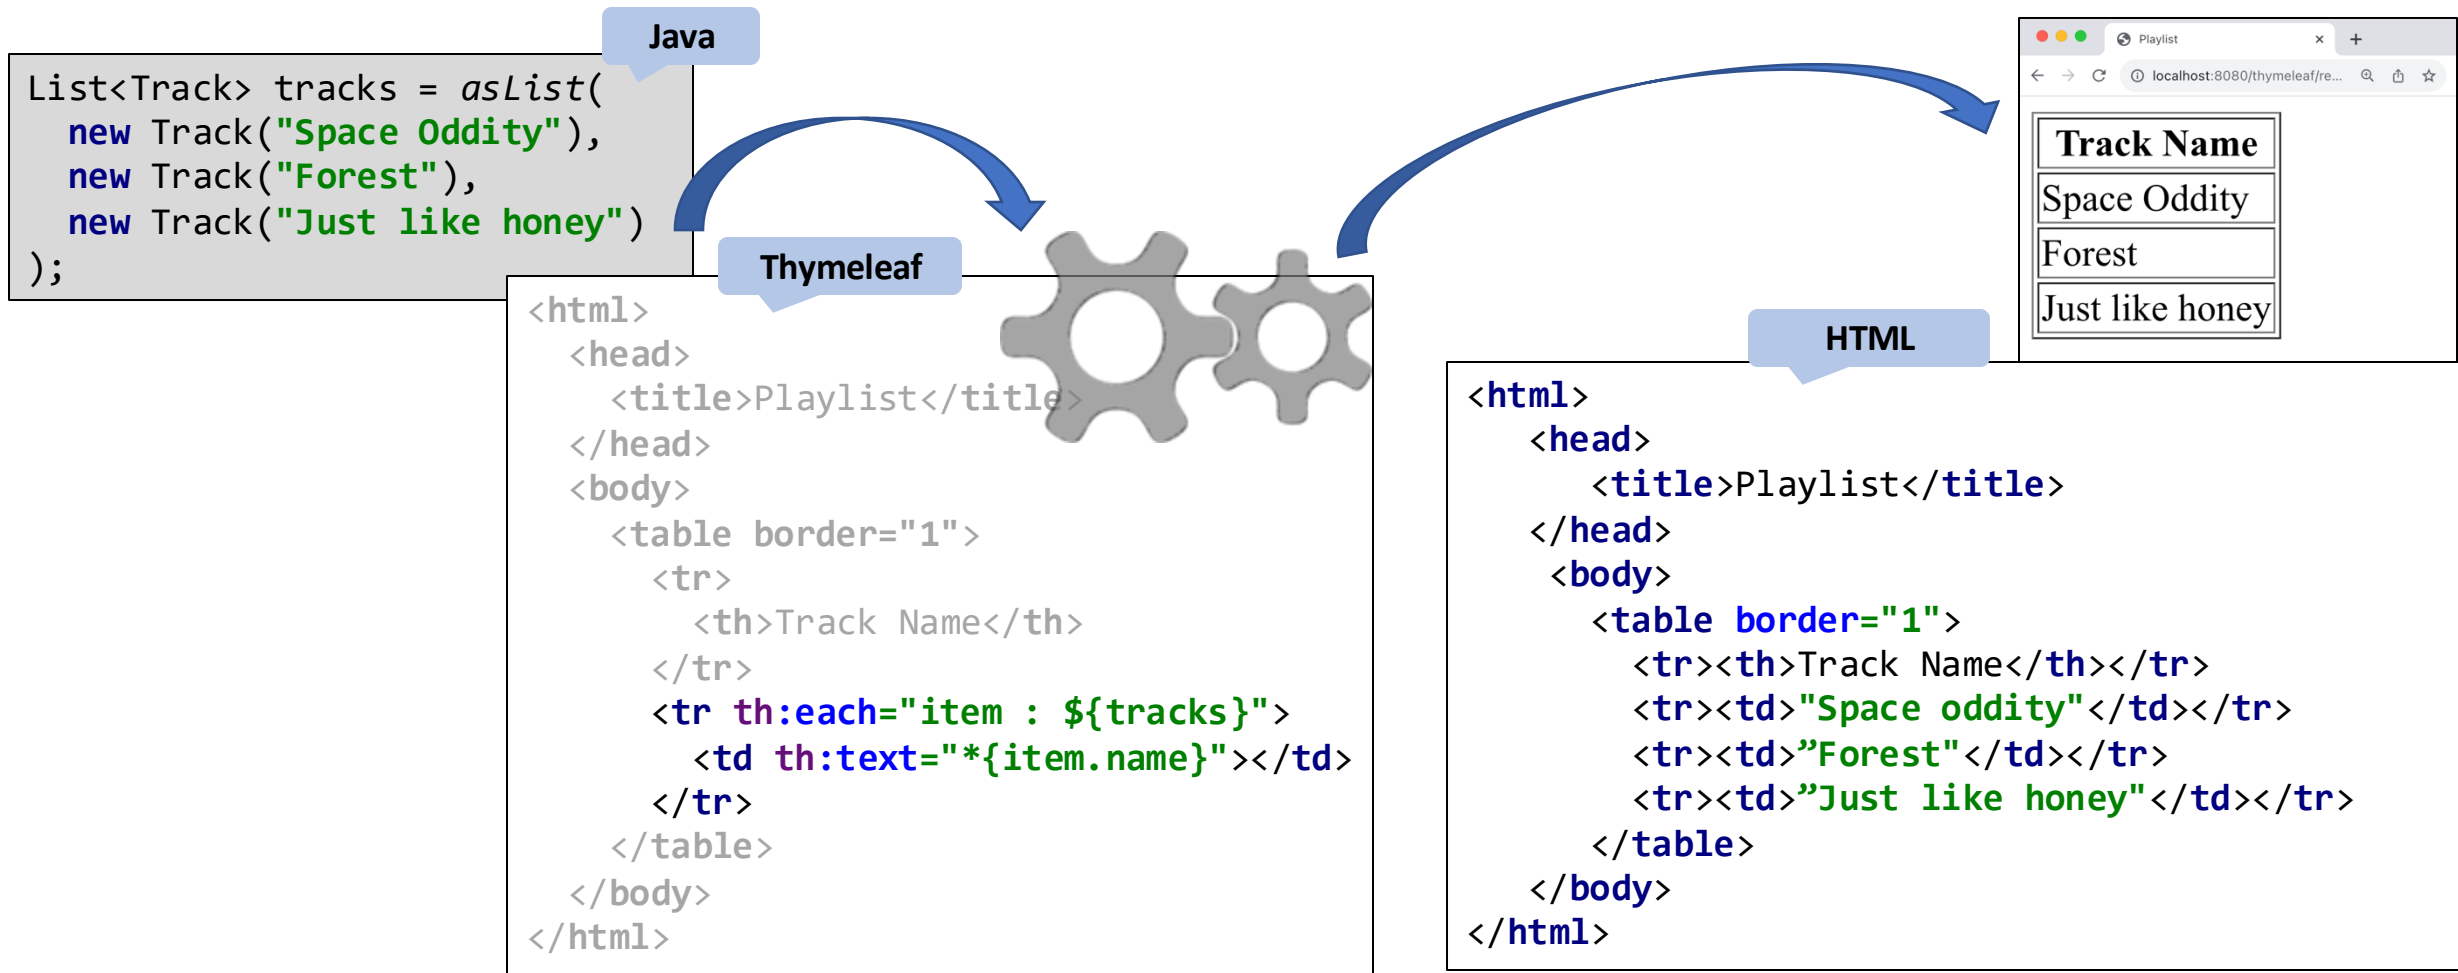 Java
List<Track> tracks = asList(
  new Track("Space Oddity"),
  new Track("Forest"),
  new Track("Just like honey")
);
Thymeleaf
<html>
  <head>
    <title>Playlist</title>
  </head>
  <body>
    <table border="1">
      <tr>
        <th>Track Name</th>
      </tr>
      <tr th:each="item : ${tracks}">
        <td th:text="*{item.name}"></td>
      </tr>
    </table>
  </body>
</html>
Playlist
localhost:8080/thymeleaf/re...
Track Name
Space Oddity
Forest
Just like honey
HTML
<html>
   <head>
      <title>Playlist</title>
   </head>
    <body>
      <table border="1">
        <tr><th>Track Name</th></tr>
        <tr><td>"Space oddity"</td></tr>
        <tr><td>”Forest"</td></tr>
        <tr><td>”Just like honey"</td></tr>
      </table>
   </body>
</html>